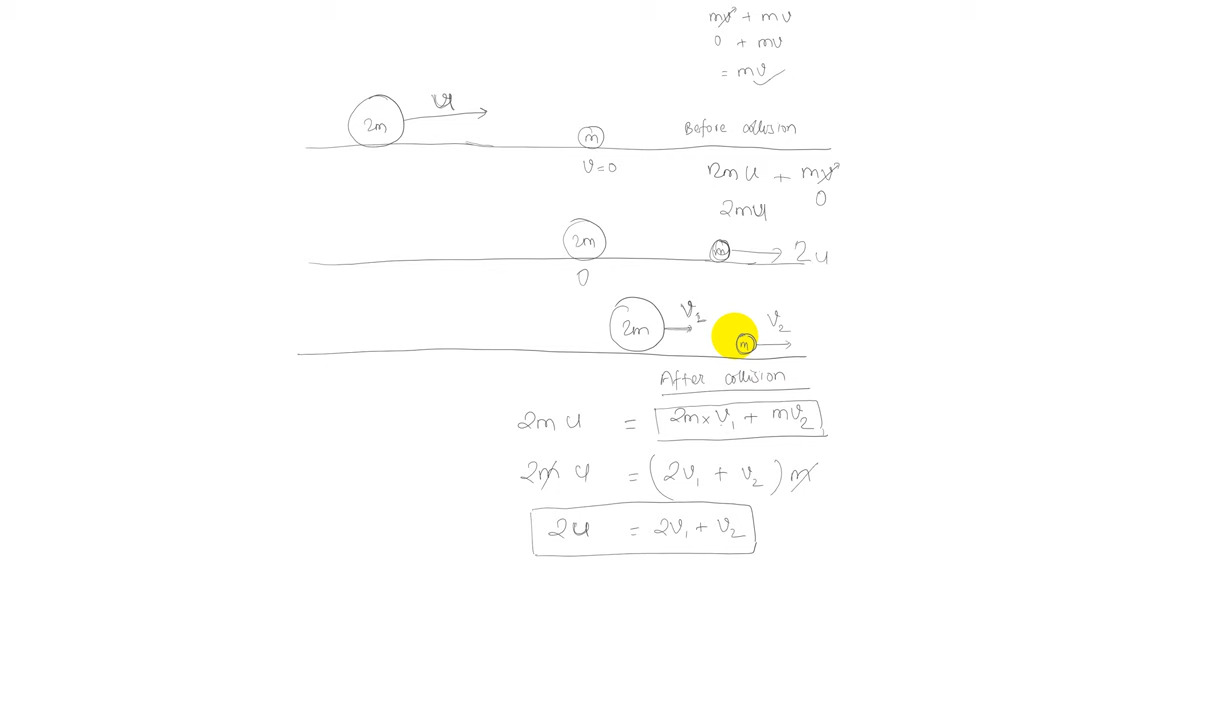 mv + mv
0 + mv
= mv
2m u m Before collision
v = 0 2m u + mv
0
2mu
2m m 2u
0
2m v₂ m v₂
After collision
2m u = 2m × v₁ + mv₂
2m u = (2v₁ + v₂) m
2u = 2v₁ + v₂